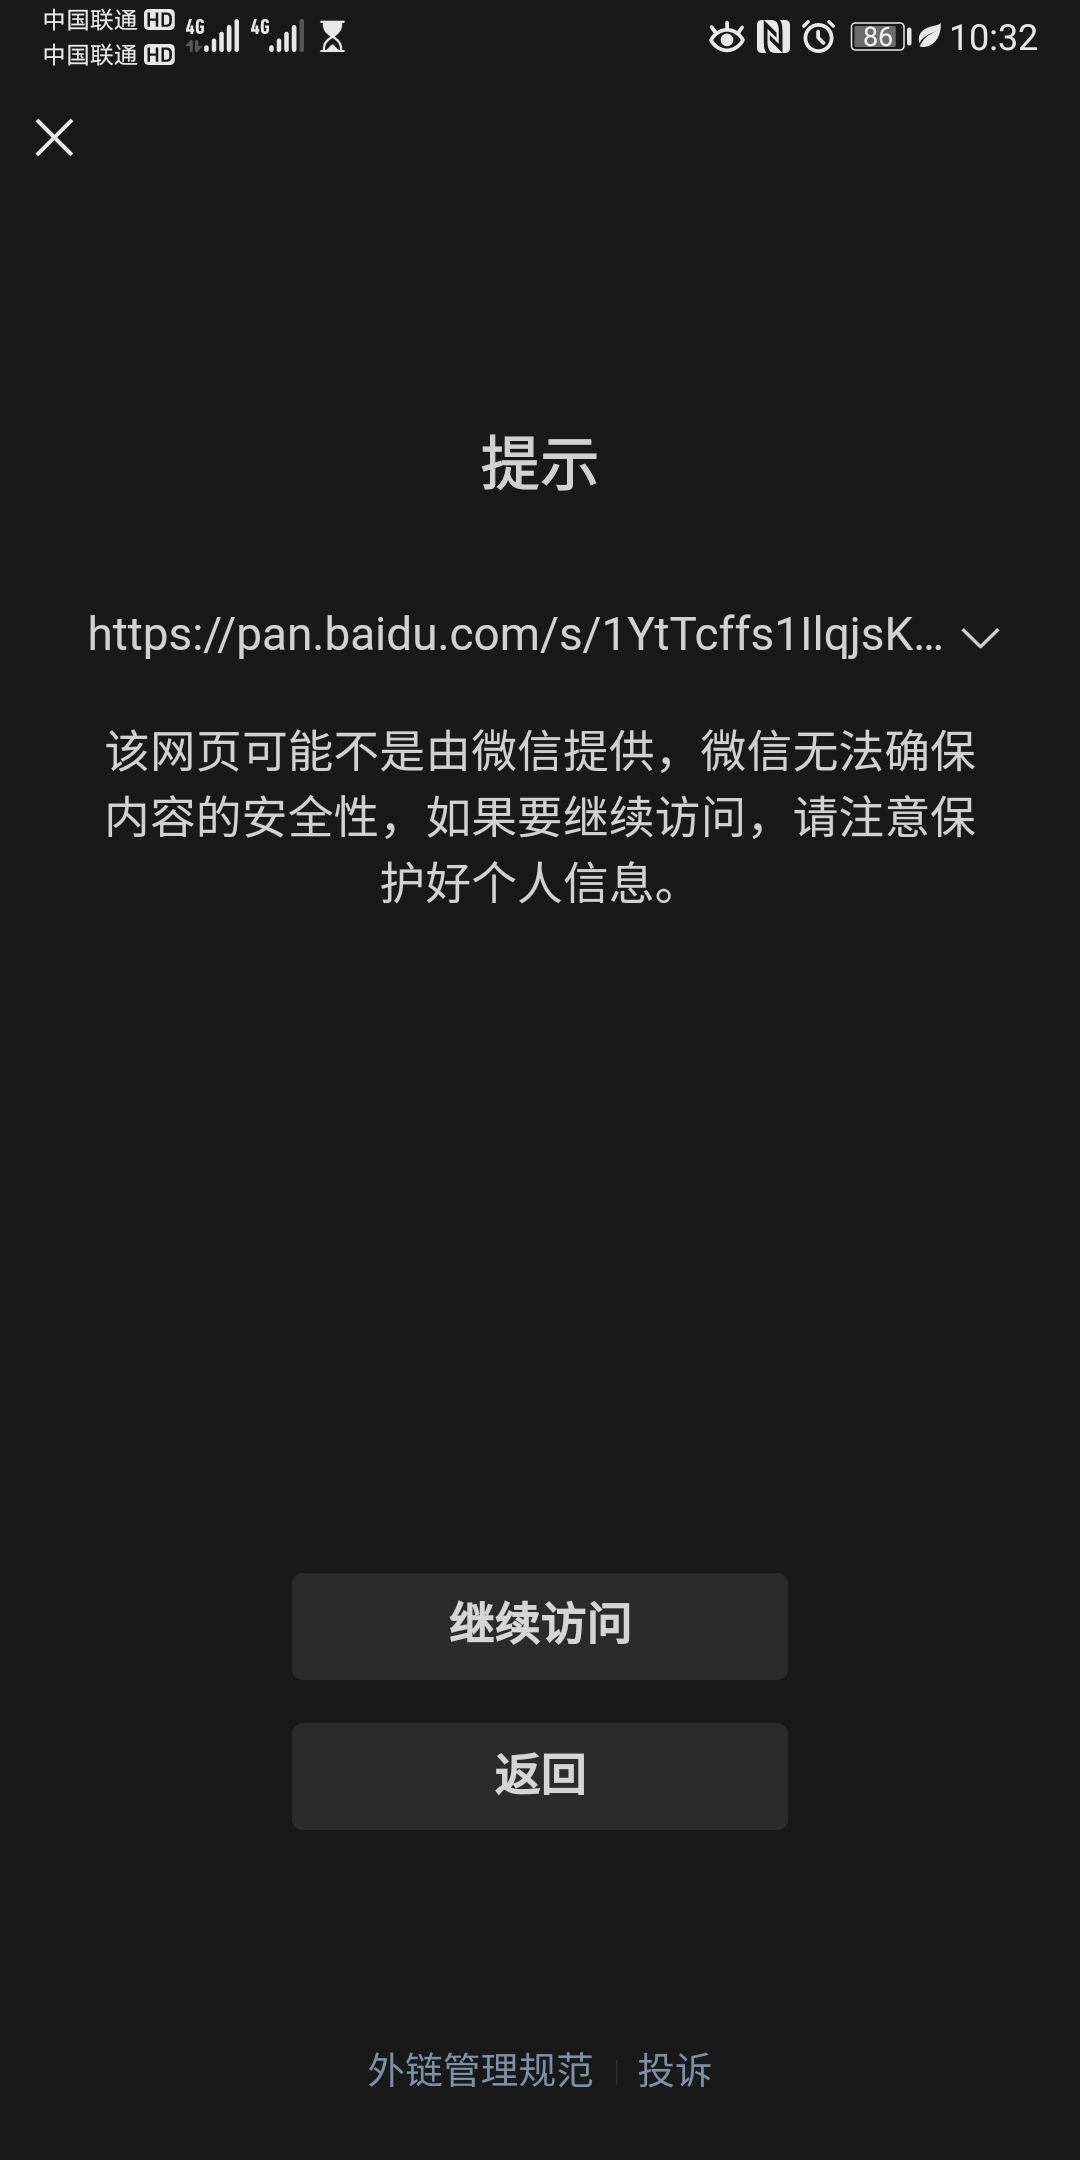 中国联通 HD 4G 4G 86 10:32
中国联通 HD
提示
https://pan.baidu.com/s/1YtTcffs1IlqjsK...
该网页可能不是由微信提供，微信无法确保
内容的安全性，如果要继续访问，请注意保
护好个人信息。
继续访问
返回
外链管理规范 | 投诉